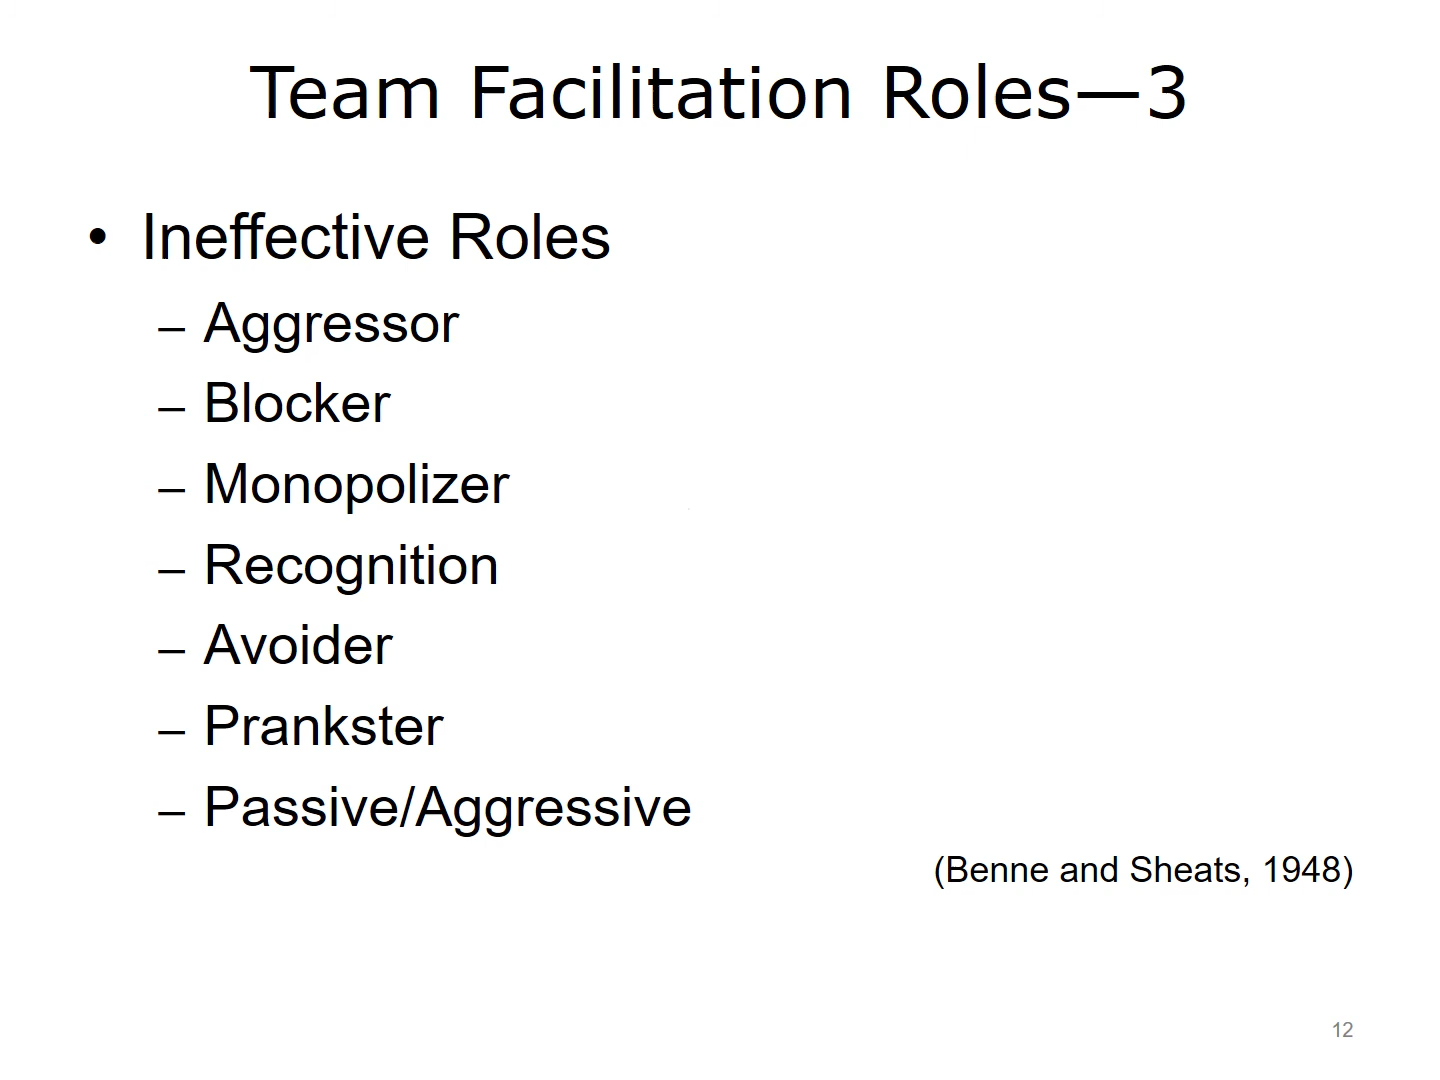 Team Facilitation Roles—3
• Ineffective Roles
– Aggressor
– Blocker
– Monopolizer
– Recognition
– Avoider
– Prankster
– Passive/Aggressive
(Benne and Sheats, 1948)
12